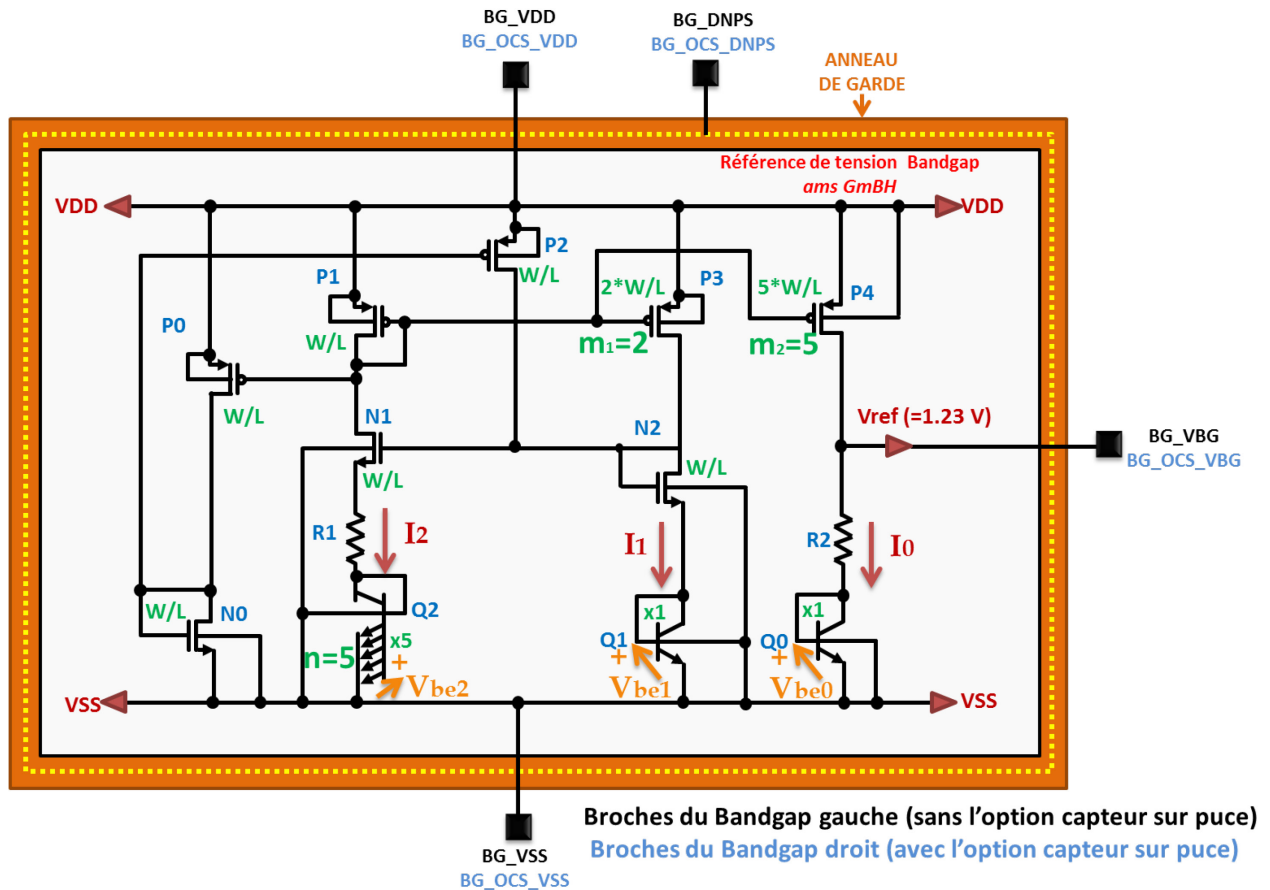 BG_VDD
BG_OCS_VDD
BG_DNPS
BG_OCS_DNPS
ANNEAU
DE GARDE
Référence de tension Bandgap
ams GmBH
VDD
VDD
P2
W/L
P1
W/L
P3
2*W/L
m₁=2
5*W/L
P4
m₂=5
P0
W/L
N1
W/L
N2
W/L
Vref (=1.23 V)
BG_VBG
BG_OCS_VBG
R1
I2
I1
R2
I0
W/L
N0
Q2
x5
n=5
+
Vbe2
x1
Q1
+
Vbe1
x1
Q0
+
Vbe0
VSS
VSS
Broches du Bandgap gauche (sans l’option capteur sur puce)
Broches du Bandgap droit (avec l’option capteur sur puce)
BG_VSS
BG_OCS_VSS